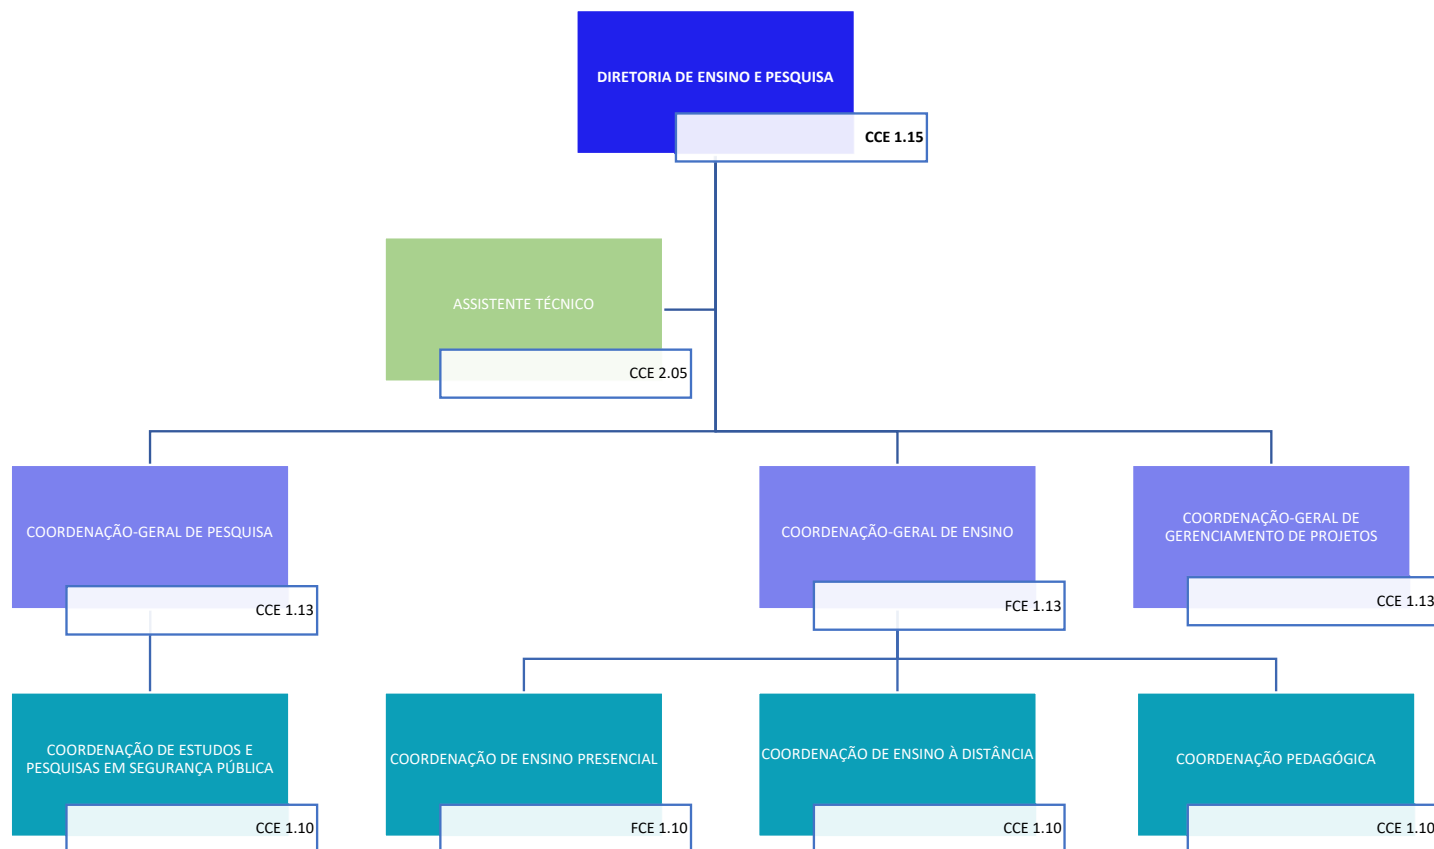 DIRETORIA DE ENSINO E PESQUISA
CCE 1.15
ASSISTENTE TÉCNICO
CCE 2.05
COORDENAÇÃO-GERAL DE PESQUISA
CCE 1.13
COORDENAÇÃO-GERAL DE ENSINO
FCE 1.13
COORDENAÇÃO-GERAL DE
GERENCIAMENTO DE PROJETOS
CCE 1.13
COORDENAÇÃO DE ESTUDOS E
PESQUISAS EM SEGURANÇA PÚBLICA
CCE 1.10
COORDENAÇÃO DE ENSINO PRESENCIAL
FCE 1.10
COORDENAÇÃO DE ENSINO À DISTÂNCIA
CCE 1.10
COORDENAÇÃO PEDAGÓGICA
CCE 1.10